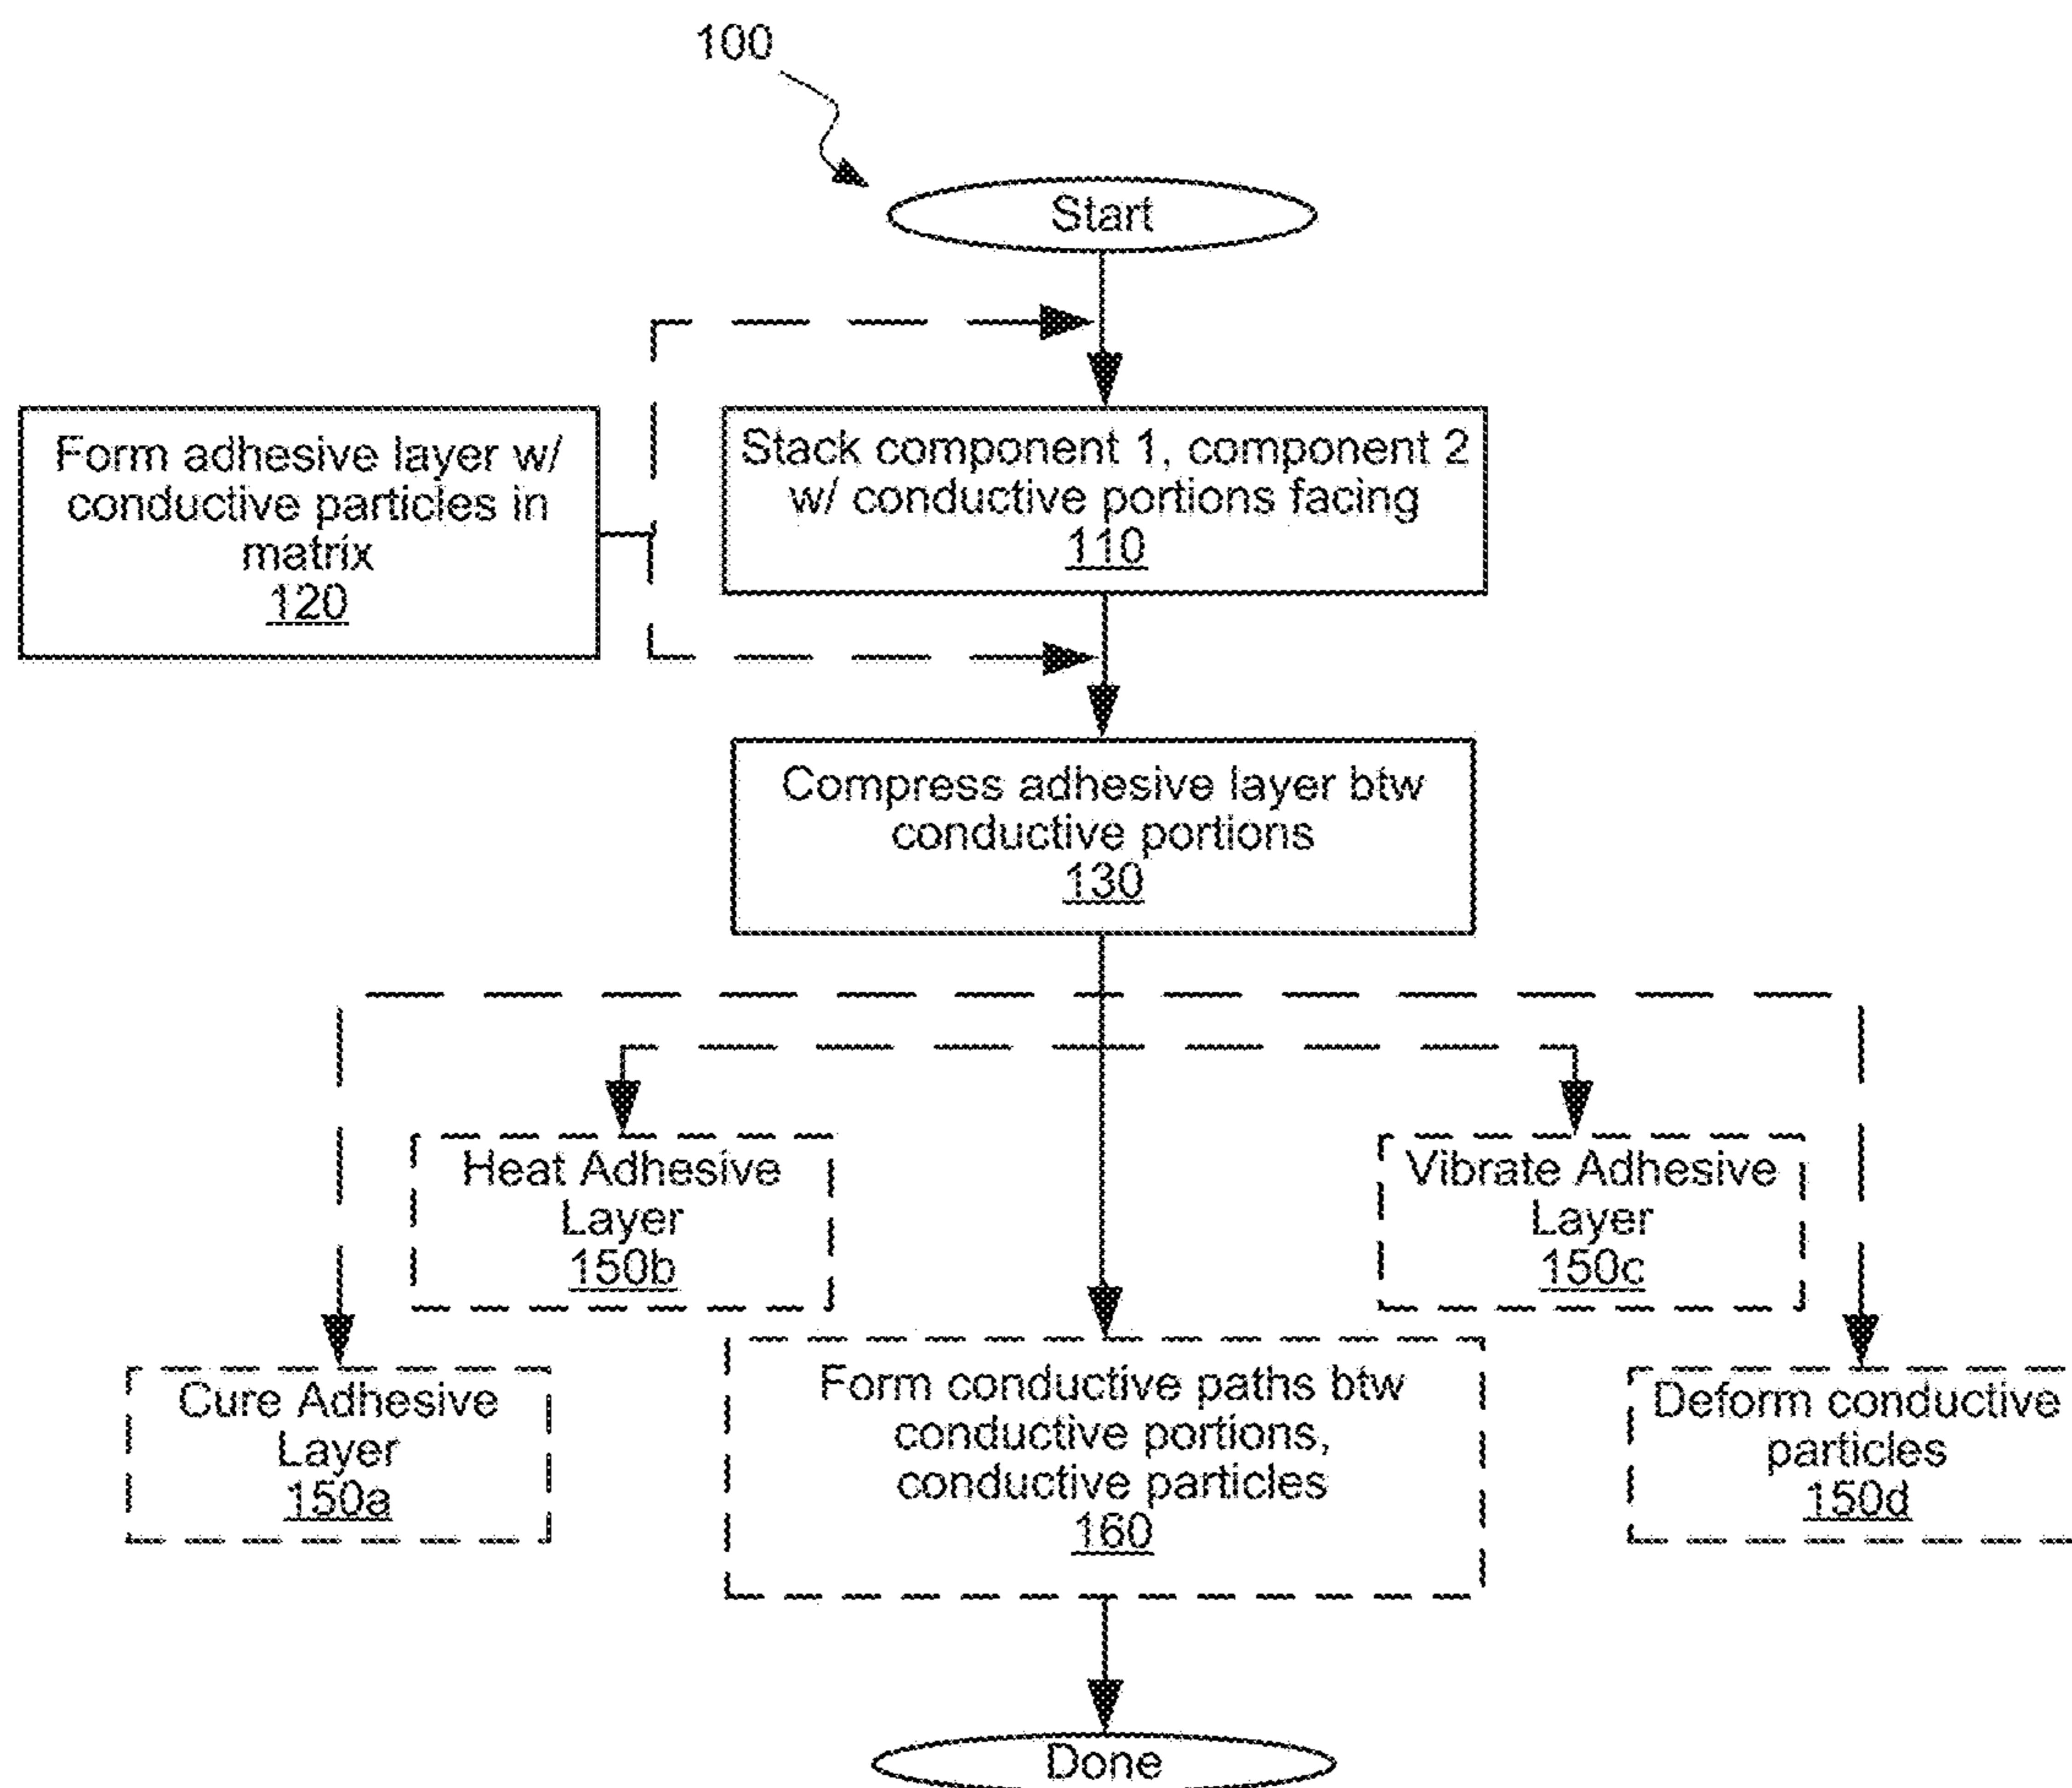 100
Start
Form adhesive layer w/
conductive particles in
matrix
120
Stack component 1, component 2
w/ conductive portions facing
110
Compress adhesive layer btw
conductive portions
130
Heat Adhesive
Layer
150b
Vibrate Adhesive
Layer
150c
Cure Adhesive
Layer
150a
Form conductive paths btw
conductive portions,
conductive particles
160
Deform conductive
particles
150d
Done